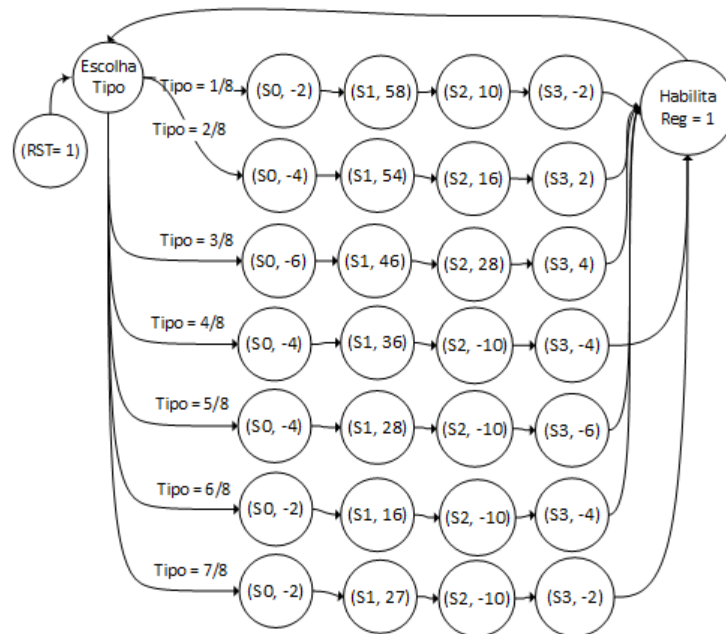 Escolha
Tipo
(RST= 1)
Habilita
Reg = 1
Tipo = 1/8
(S0, -2)
(S1, 58)
(S2, 10)
(S3, -2)
Tipo = 2/8
(S0, -4)
(S1, 54)
(S2, 16)
(S3, 2)
Tipo = 3/8
(S0, -6)
(S1, 46)
(S2, 28)
(S3, 4)
Tipo = 4/8
(S0, -4)
(S1, 36)
(S2, -10)
(S3, -4)
Tipo = 5/8
(S0, -4)
(S1, 28)
(S2, -10)
(S3, -6)
Tipo = 6/8
(S0, -2)
(S1, 16)
(S2, -10)
(S3, -4)
Tipo = 7/8
(S0, -2)
(S1, 27)
(S2, -10)
(S3, -2)